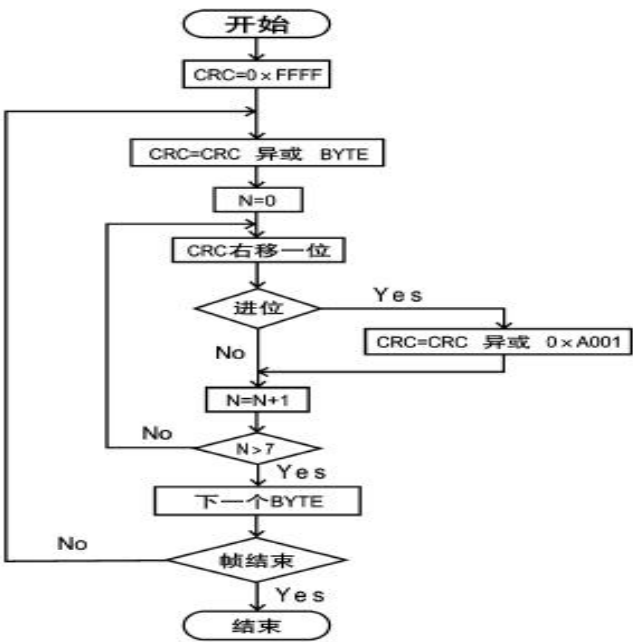 开始
CRC=0×FFFF
CRC=CRC 异或 BYTE
N=0
CRC右移一位
进位
Yes
CRC=CRC 异或 0×A001
No
N=N+1
No
N>7
Yes
下一个BYTE
No
帧结束
Yes
结束